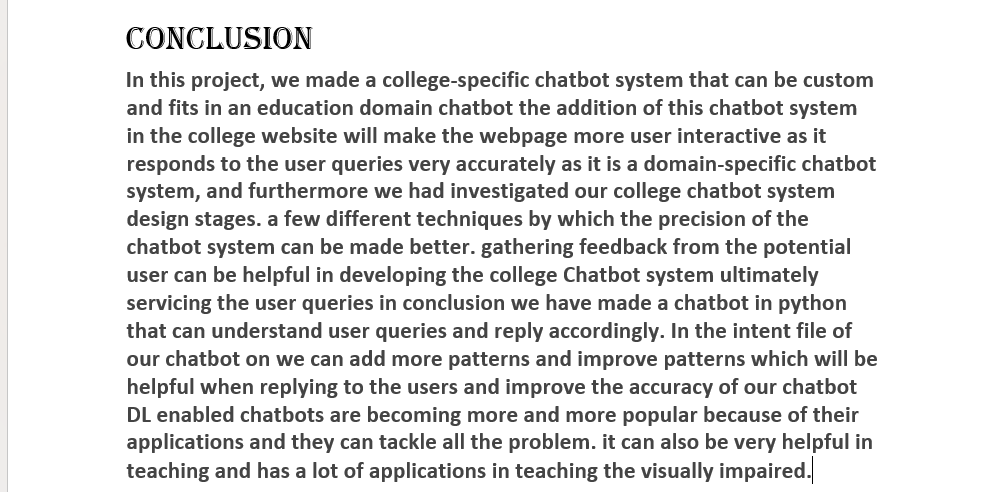 CONCLUSION
In this project, we made a college-specific chatbot system that can be custom
and fits in an education domain chatbot the addition of this chatbot system
in the college website will make the webpage more user interactive as it
responds to the user queries very accurately as it is a domain-specific chatbot
system, and furthermore we had investigated our college chatbot system
design stages. a few different techniques by which the precision of the
chatbot system can be made better. gathering feedback from the potential
user can be helpful in developing the college Chatbot system ultimately
servicing the user queries in conclusion we have made a chatbot in python
that can understand user queries and reply accordingly. In the intent file of
our chatbot on we can add more patterns and improve patterns which will be
helpful when replying to the users and improve the accuracy of our chatbot
DL enabled chatbots are becoming more and more popular because of their
applications and they can tackle all the problem. it can also be very helpful in
teaching and has a lot of applications in teaching the visually impaired.